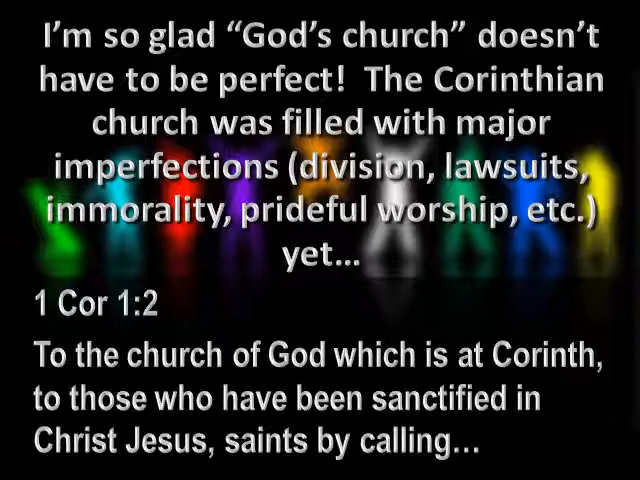 I’m so glad “God’s church” doesn’t
have to be perfect!  The Corinthian
church was filled with major
imperfections (division, lawsuits,
immorality, prideful worship, etc.)
yet…
1 Cor 1:2
To the church of God which is at Corinth,
to those who have been sanctified in
Christ Jesus, saints by calling…